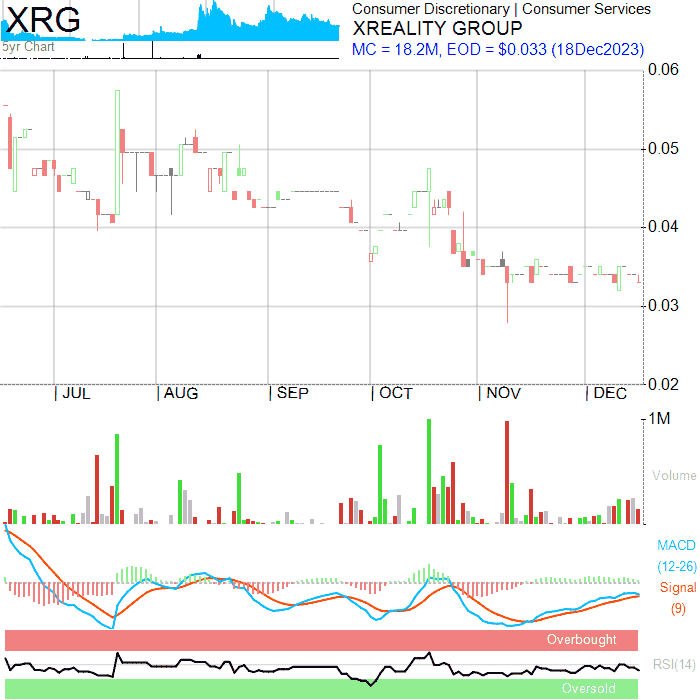 XRG
5yr Chart
Consumer Discretionary | Consumer Services
XREALITY GROUP
MC = 18.2M, EOD = $0.033 (18Dec2023)
0.06
0.05
0.04
0.03
0.02
JUL AUG SEP OCT NOV DEC
1M
Volume
MACD
(12-26)
Signal
(9)
Overbought
RSI(14)
Oversold